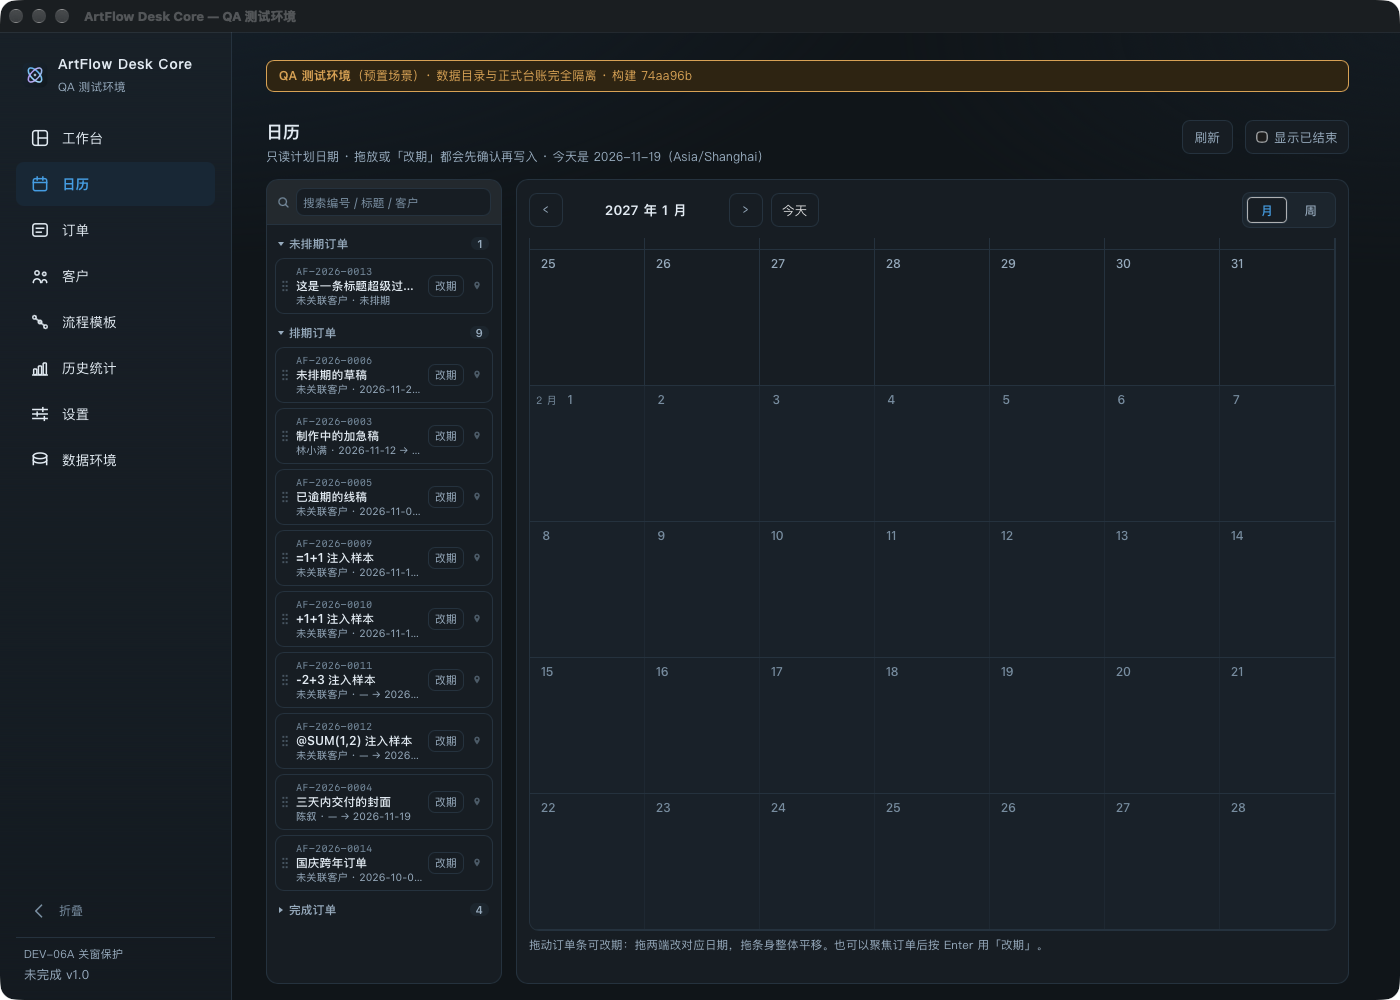 ArtFlow Desk Core — QA 测试环境
ArtFlow Desk Core
QA 测试环境
工作台
日历
订单
客户
流程模板
历史统计
设置
数据环境
折叠
DEV-06A 关窗保护
未完成 v1.0
QA 测试环境（预置场景）· 数据目录与正式台账完全隔离 · 构建 74aa96b
日历
只读计划日期 · 拖放或「改期」都会先确认再写入 · 今天是 2026-11-19（Asia/Shanghai）
刷新
显示已结束
搜索编号 / 标题 / 客户
未排期订单 1
AF-2026-0013
这是一条标题超级过...
未关联客户 · 未排期
改期
排期订单 9
AF-2026-0006
未排期的草稿
未关联客户 · 2026-11-2...
改期
AF-2026-0003
制作中的加急稿
林小满 · 2026-11-12 → ...
改期
AF-2026-0005
已逾期的线稿
未关联客户 · 2026-11-0...
改期
AF-2026-0009
=1+1 注入样本
未关联客户 · 2026-11-1...
改期
AF-2026-0010
+1+1 注入样本
未关联客户 · 2026-11-1...
改期
AF-2026-0011
-2+3 注入样本
未关联客户 · — → 2026...
改期
AF-2026-0012
@SUM(1,2) 注入样本
未关联客户 · — → 2026...
改期
AF-2026-0004
三天内交付的封面
陈叙 · — → 2026-11-19
改期
AF-2026-0014
国庆跨年订单
未关联客户 · 2026-10-0...
改期
完成订单 4
< 2027 年 1 月 > 今天
月 周
25 26 27 28 29 30 31
2 月 1 2 3 4 5 6 7
8 9 10 11 12 13 14
15 16 17 18 19 20 21
22 23 24 25 26 27 28
拖动订单条可改期：拖两端改对应日期，拖条身整体平移。也可以聚焦订单后按 Enter 用「改期」。